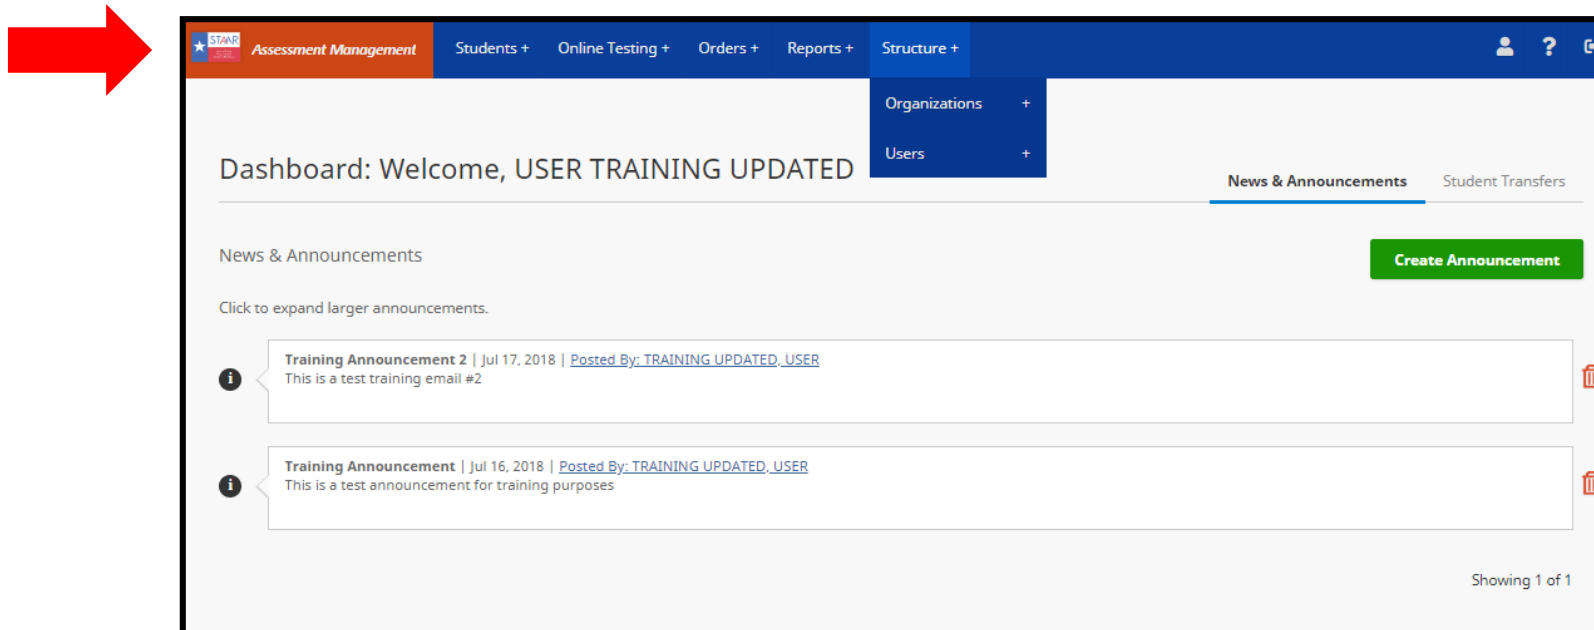 STAAR
Assessment Management Students + Online Testing + Orders + Reports + Structure + ?
Organizations +
Users +
Dashboard: Welcome, USER TRAINING UPDATED
News & Announcements Student Transfers
News & Announcements
Create Announcement
Click to expand larger announcements.
Training Announcement 2 | Jul 17, 2018 | Posted By: TRAINING UPDATED, USER
This is a test training email #2
Training Announcement | Jul 16, 2018 | Posted By: TRAINING UPDATED, USER
This is a test announcement for training purposes
Showing 1 of 1